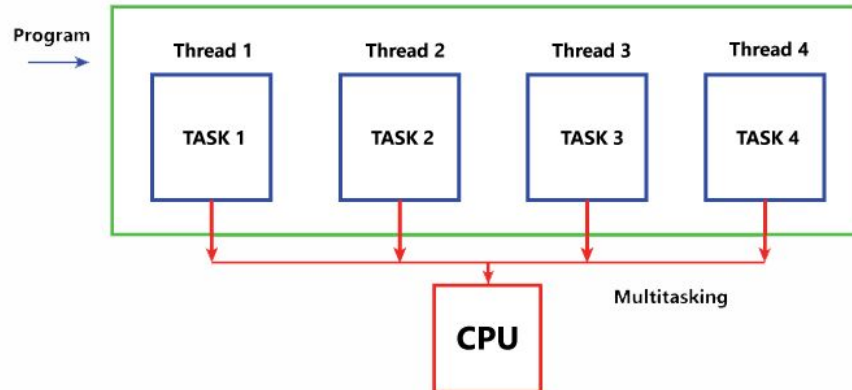 Program
Thread 1
Thread 2
Thread 3
Thread 4
TASK 1
TASK 2
TASK 3
TASK 4
Multitasking
CPU